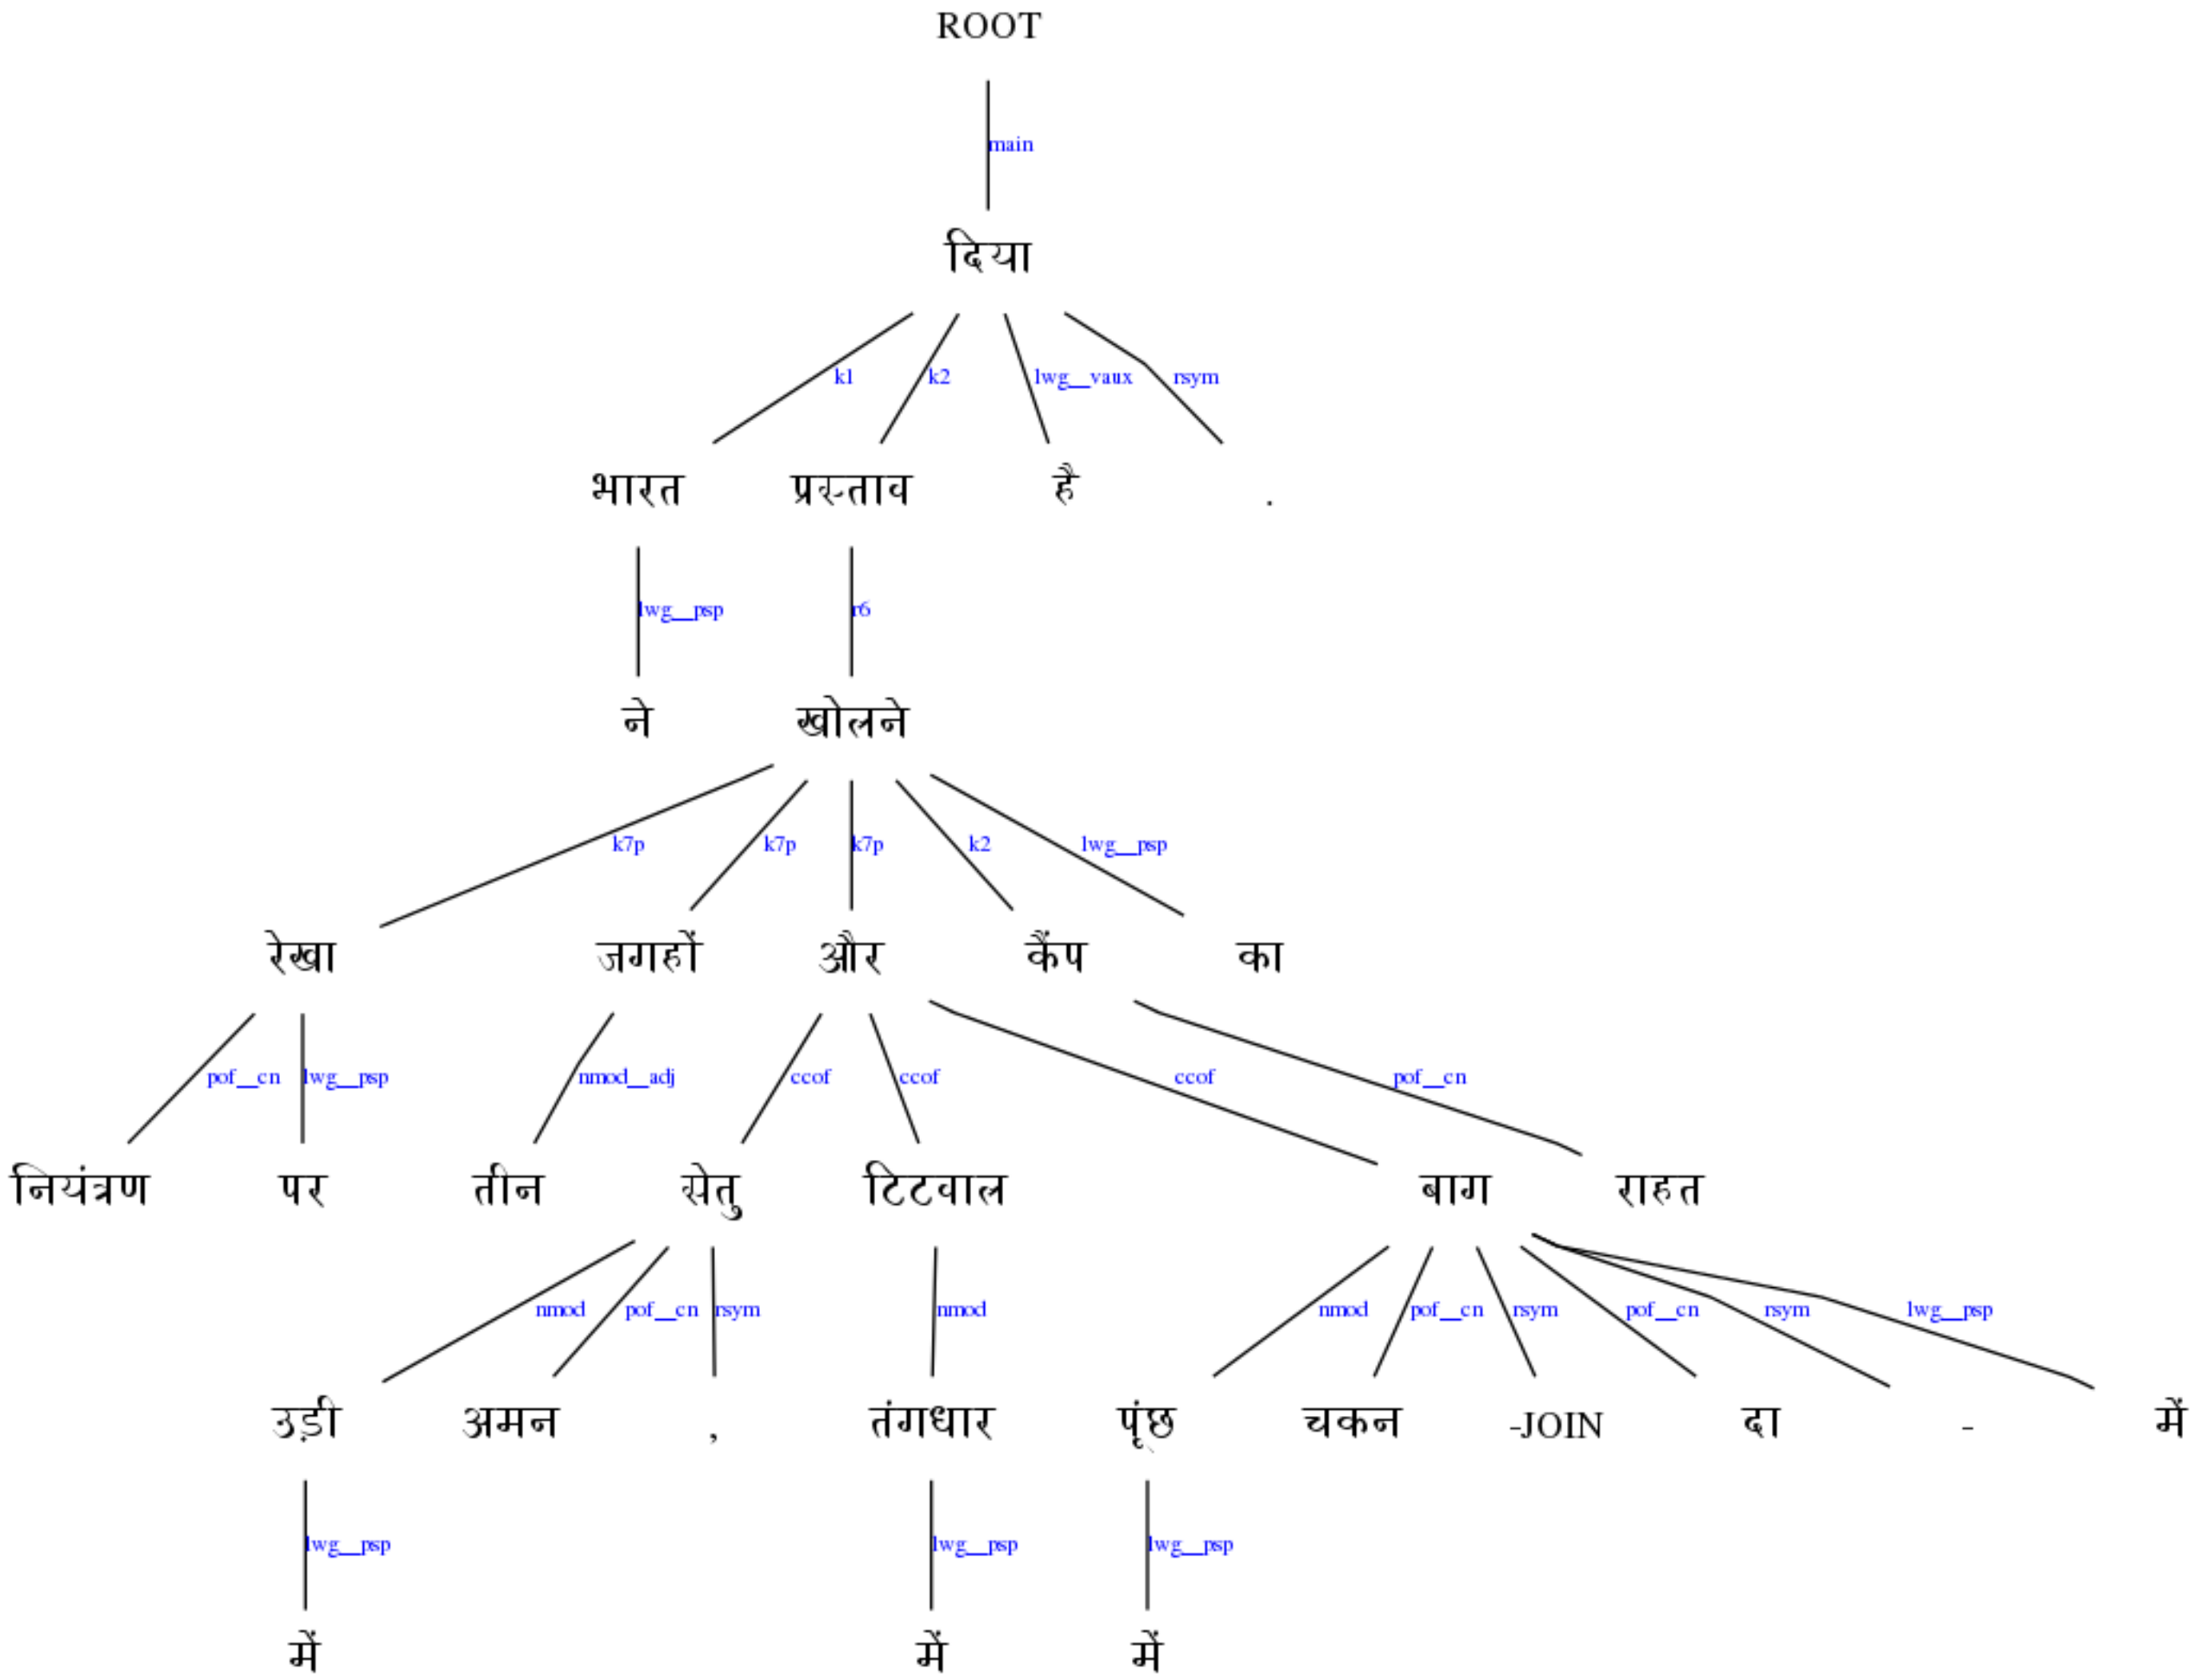 ROOT
main
दिया
k1 k2 lwg__vaux rsym
भारत प्रस्ताव है .
lwg__psp r6
ने खोलने
k7p k7p k7p k2 lwg__psp
रेखा जगहों और कैंप का
pof__cn lwg__psp nmod__adj ccof ccof ccof pof__cn
नियंत्रण पर तीन सेतु टिटवाल बाग राहत
nmod pof__cn rsym nmod nmod pof__cn rsym pof__cn rsym lwg__psp
उड़ी अमन , तंगधार पूंछ चकन -JOIN दा - में
lwg__psp lwg__psp lwg__psp
में में में